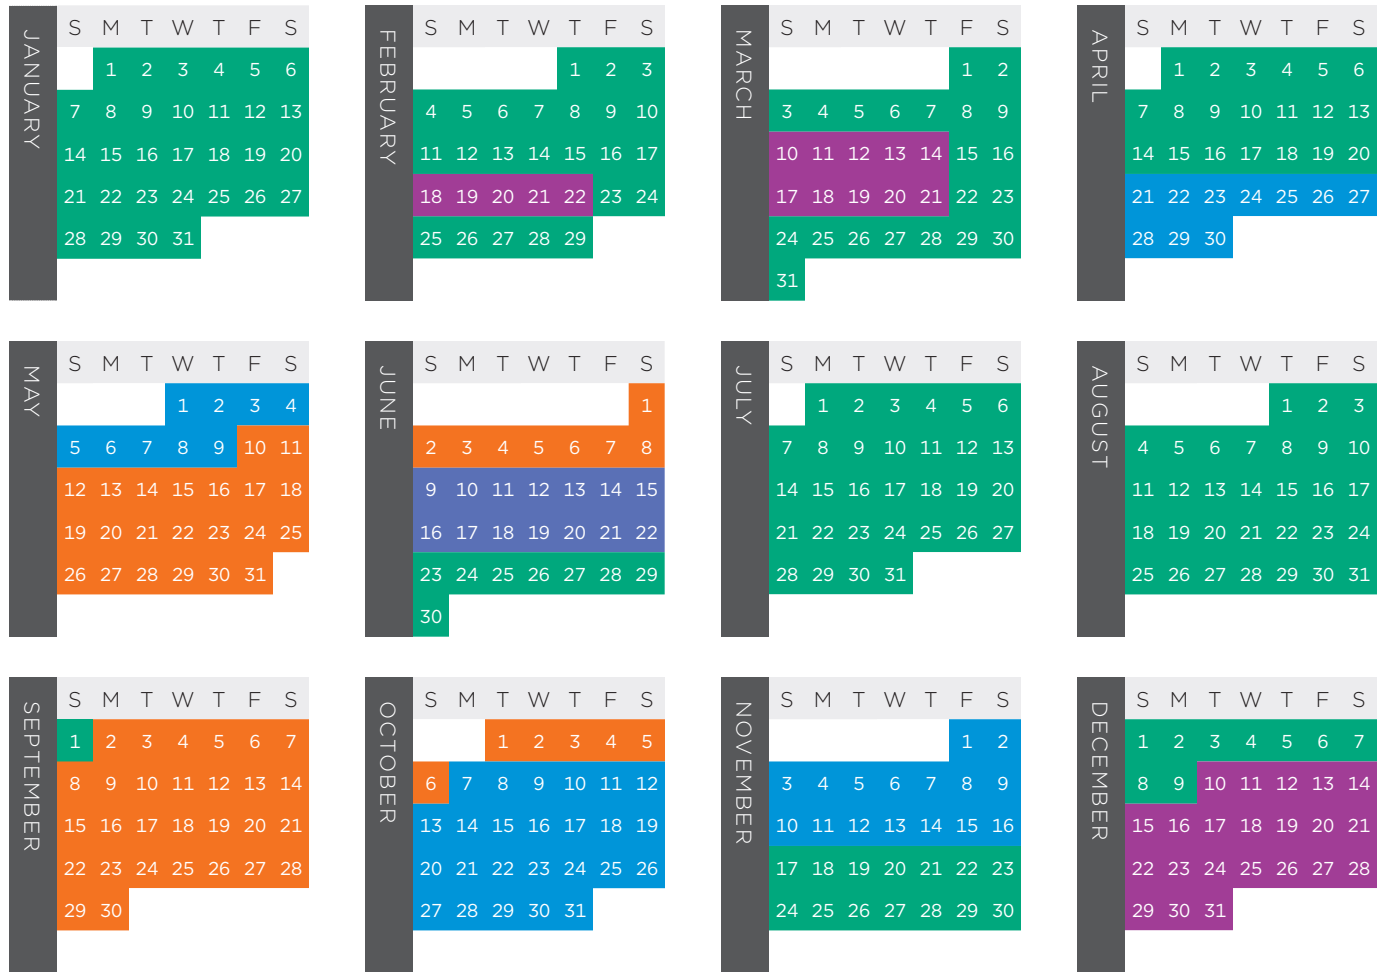 JANUARY
S M T W T F S
1 2 3 4 5 6
7 8 9 10 11 12 13
14 15 16 17 18 19 20
21 22 23 24 25 26 27
28 29 30 31
FEBRUARY
S M T W T F S
1 2 3
4 5 6 7 8 9 10
11 12 13 14 15 16 17
18 19 20 21 22 23 24
25 26 27 28 29
MARCH
S M T W T F S
1 2
3 4 5 6 7 8 9
10 11 12 13 14 15 16
17 18 19 20 21 22 23
24 25 26 27 28 29 30
31
APRIL
S M T W T F S
1 2 3 4 5 6
7 8 9 10 11 12 13
14 15 16 17 18 19 20
21 22 23 24 25 26 27
28 29 30
MAY
S M T W T F S
1 2 3 4
5 6 7 8 9 10 11
12 13 14 15 16 17 18
19 20 21 22 23 24 25
26 27 28 29 30 31
JUNE
S M T W T F S
1
2 3 4 5 6 7 8
9 10 11 12 13 14 15
16 17 18 19 20 21 22
23 24 25 26 27 28 29
30
JULY
S M T W T F S
1 2 3 4 5 6
7 8 9 10 11 12 13
14 15 16 17 18 19 20
21 22 23 24 25 26 27
28 29 30 31
AUGUST
S M T W T F S
1 2 3
4 5 6 7 8 9 10
11 12 13 14 15 16 17
18 19 20 21 22 23 24
25 26 27 28 29 30 31
SEPTEMBER
S M T W T F S
1 2 3 4 5 6 7
8 9 10 11 12 13 14
15 16 17 18 19 20 21
22 23 24 25 26 27 28
29 30
OCTOBER
S M T W T F S
1 2 3 4 5
6 7 8 9 10 11 12
13 14 15 16 17 18 19
20 21 22 23 24 25 26
27 28 29 30 31
NOVEMBER
S M T W T F S
1 2
3 4 5 6 7 8 9
10 11 12 13 14 15 16
17 18 19 20 21 22 23
24 25 26 27 28 29 30
DECEMBER
S M T W T F S
1 2 3 4 5 6 7
8 9 10 11 12 13 14
15 16 17 18 19 20 21
22 23 24 25 26 27 28
29 30 31